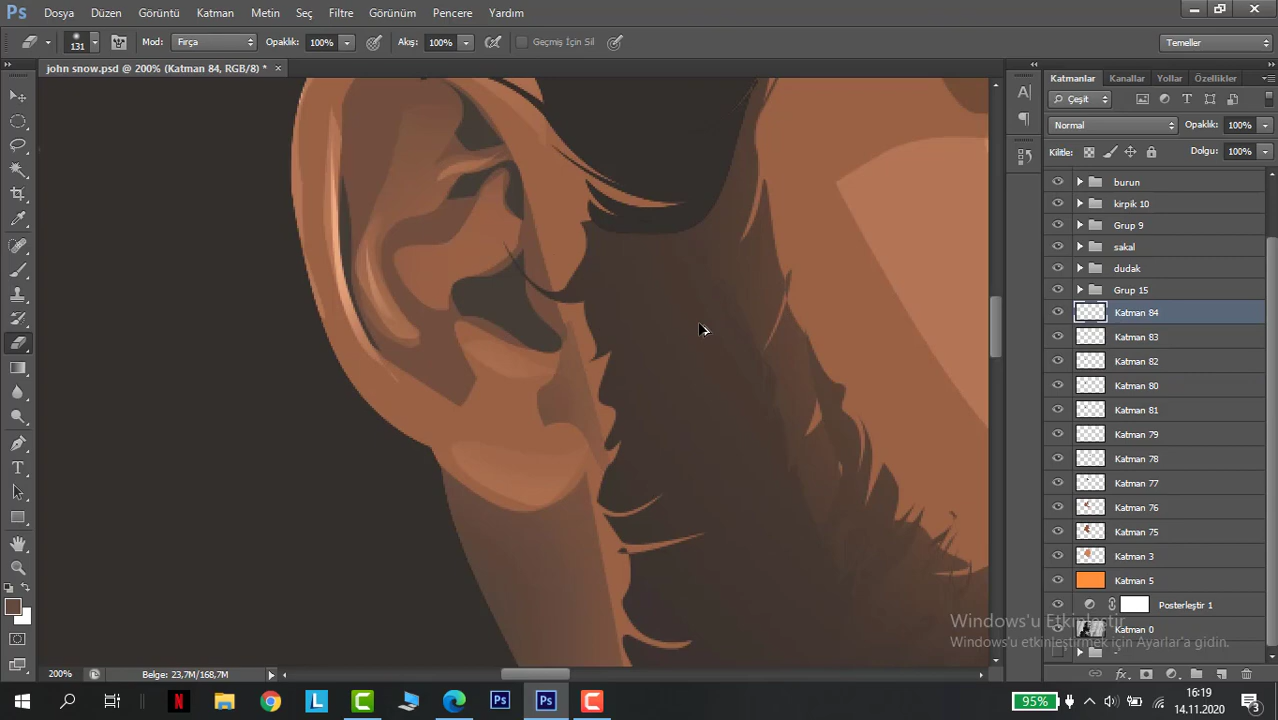 Ps Dosya Düzen Görüntü Katman Metin Seç Filtre Görünüm Pencere Yardım
131 Mod: Fırça Opaklık: 100% Akış: 100% Geçmiş İçin Sil Temeller
john snow.psd @ 200% (Katman 84, RGB/8) *
Katmanlar Kanallar Yollar Özellikler
Çeşit
Normal Opaklık: 100%
Kilitle: Dolgu: 100%
burun
kirpik 10
Grup 9
sakal
dudak
Grup 15
Katman 84
Katman 83
Katman 82
Katman 80
Katman 81
Katman 79
Katman 78
Katman 77
Katman 76
Katman 75
Katman 3
Katman 5
Posterleştir 1
Katman 0
Windows'u Etkinleştir
Windows'u etkinleştirmek için Ayarlar'a gidin.
200% Belge: 23,7M/168,7M
N L C Ps Ps C 95% 16:19
14.11.2020 3